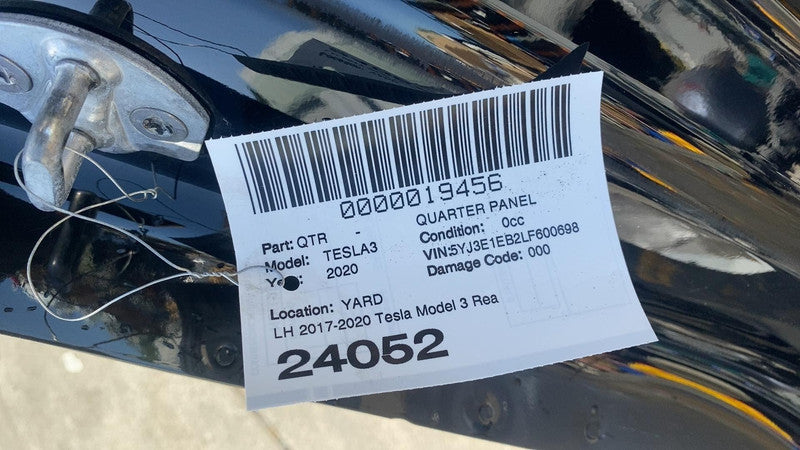 0000019456
Part: QTR - QUARTER PANEL
Model: TESLA3 Condition: 0cc
2020 VIN:5YJ3E1EB2LF600698
Damage Code: 000
Location: YARD
LH 2017-2020 Tesla Model 3 Rea
24052